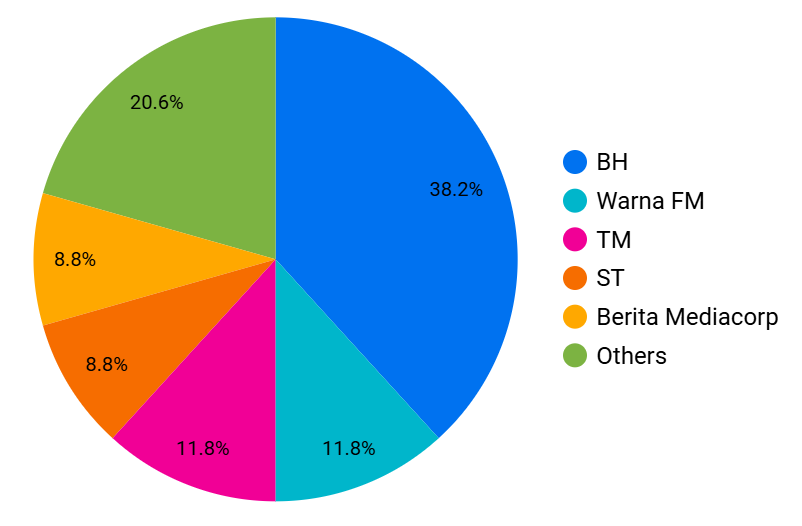 20.6%
38.2%
8.8%
8.8%
11.8%
11.8%
BH
Warna FM
TM
ST
Berita Mediacorp
Others